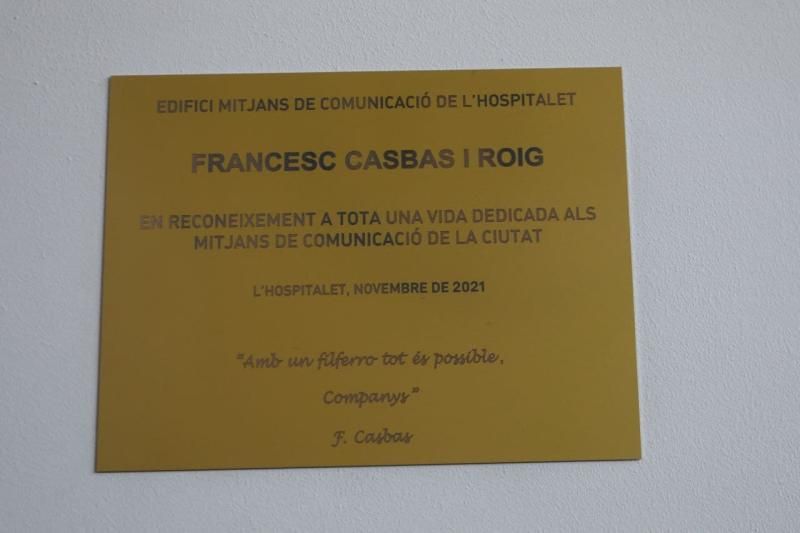 EDIFICI MITJANS DE COMUNICACIÓ DE L'HOSPITALET
FRANCESC CASBAS I ROIG
EN RECONEIXEMENT A TOTA UNA VIDA DEDICADA ALS
MITJANS DE COMUNICACIÓ DE LA CIUTAT
L'HOSPITALET, NOVEMBRE DE 2021
"Amb un filferro tot és possible,
Companys"
F. Casbas